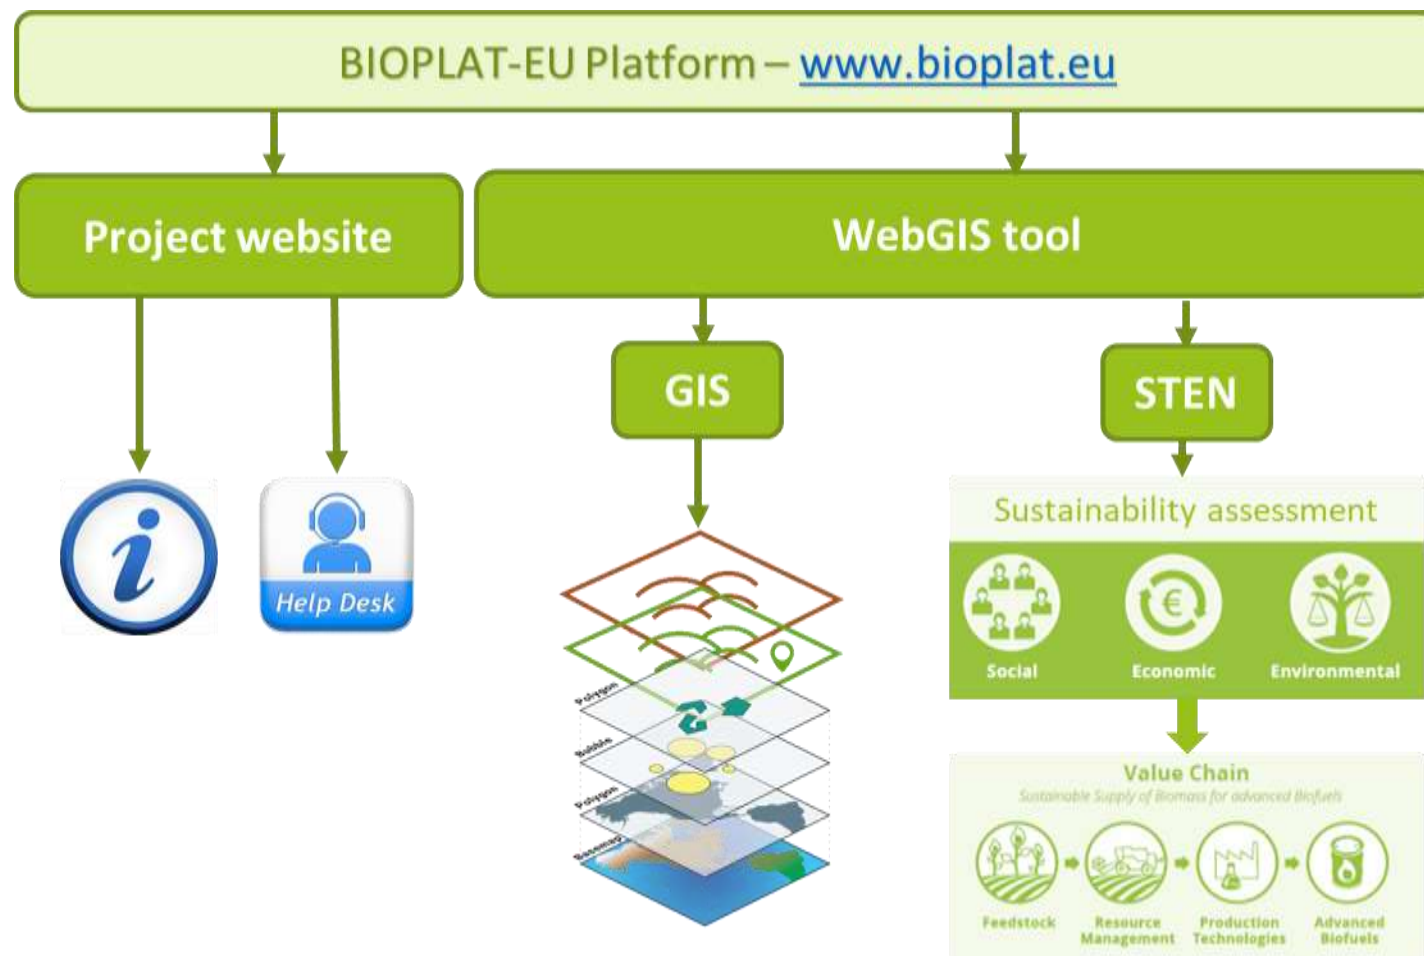 BIOPLAT-EU Platform – www.bioplat.eu
Project website
WebGIS tool
GIS
STEN
i
Help Desk
Polygon
Bubble
Polygon
Basemap
Sustainability assessment
€
Social
Economic
Environmental
Value Chain
Sustainable Supply of Biomass for advanced Biofuels
Feedstock
Resource
Management
Production
Technologies
Advanced
Biofuels